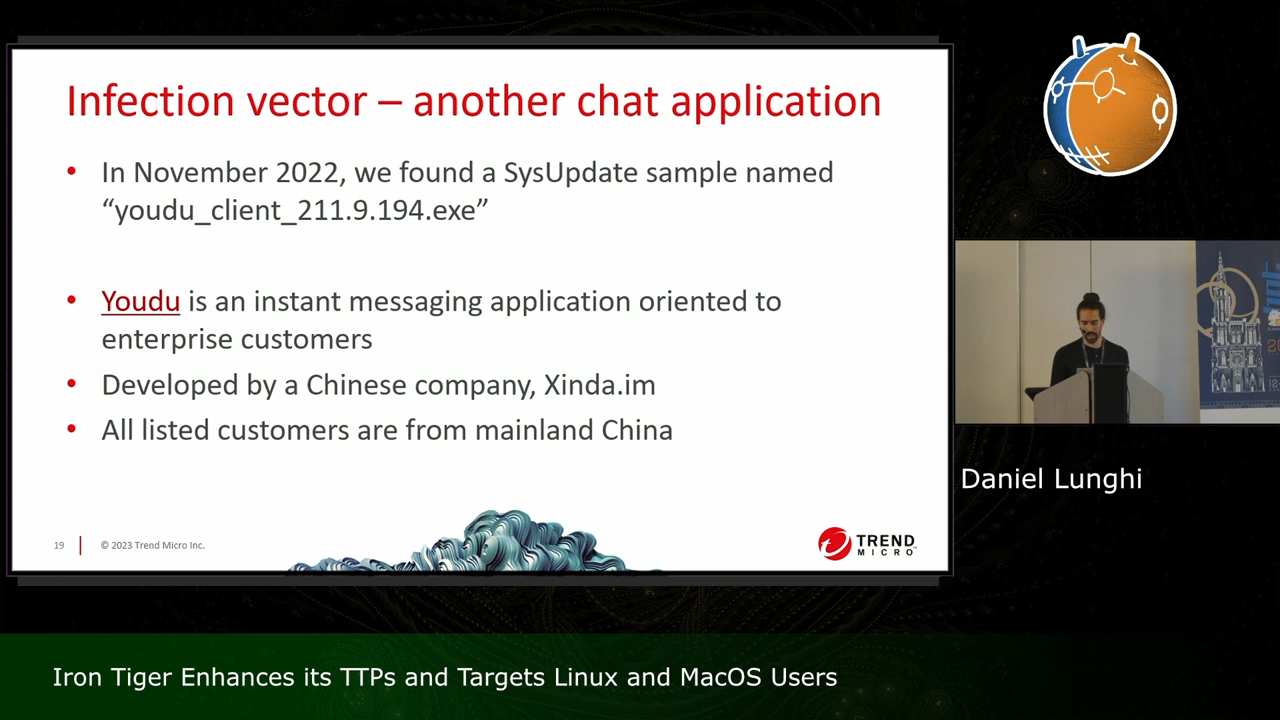 Infection vector – another chat application
• In November 2022, we found a SysUpdate sample named
“youdu_client_211.9.194.exe”
• Youdu is an instant messaging application oriented to
enterprise customers
• Developed by a Chinese company, Xinda.im
• All listed customers are from mainland China
19
© 2023 Trend Micro Inc.
TREND
MICRO™
Daniel Lunghi
Iron Tiger Enhances its TTPs and Targets Linux and MacOS Users